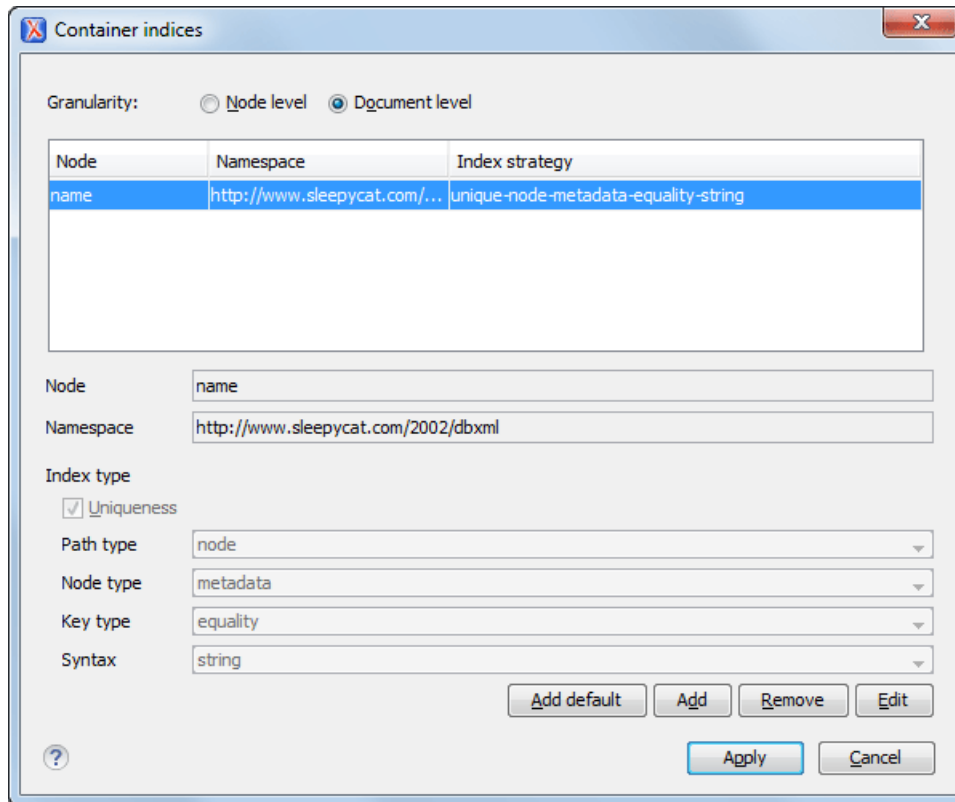 Container indices
Granularity: Node level Document level
Node Namespace Index strategy
name http://www.sleepycat.com/... unique-node-metadata-equality-string
Node name
Namespace http://www.sleepycat.com/2002/dbxml
Index type
Uniqueness
Path type node
Node type metadata
Key type equality
Syntax string
Add default Add Remove Edit
? Apply Cancel